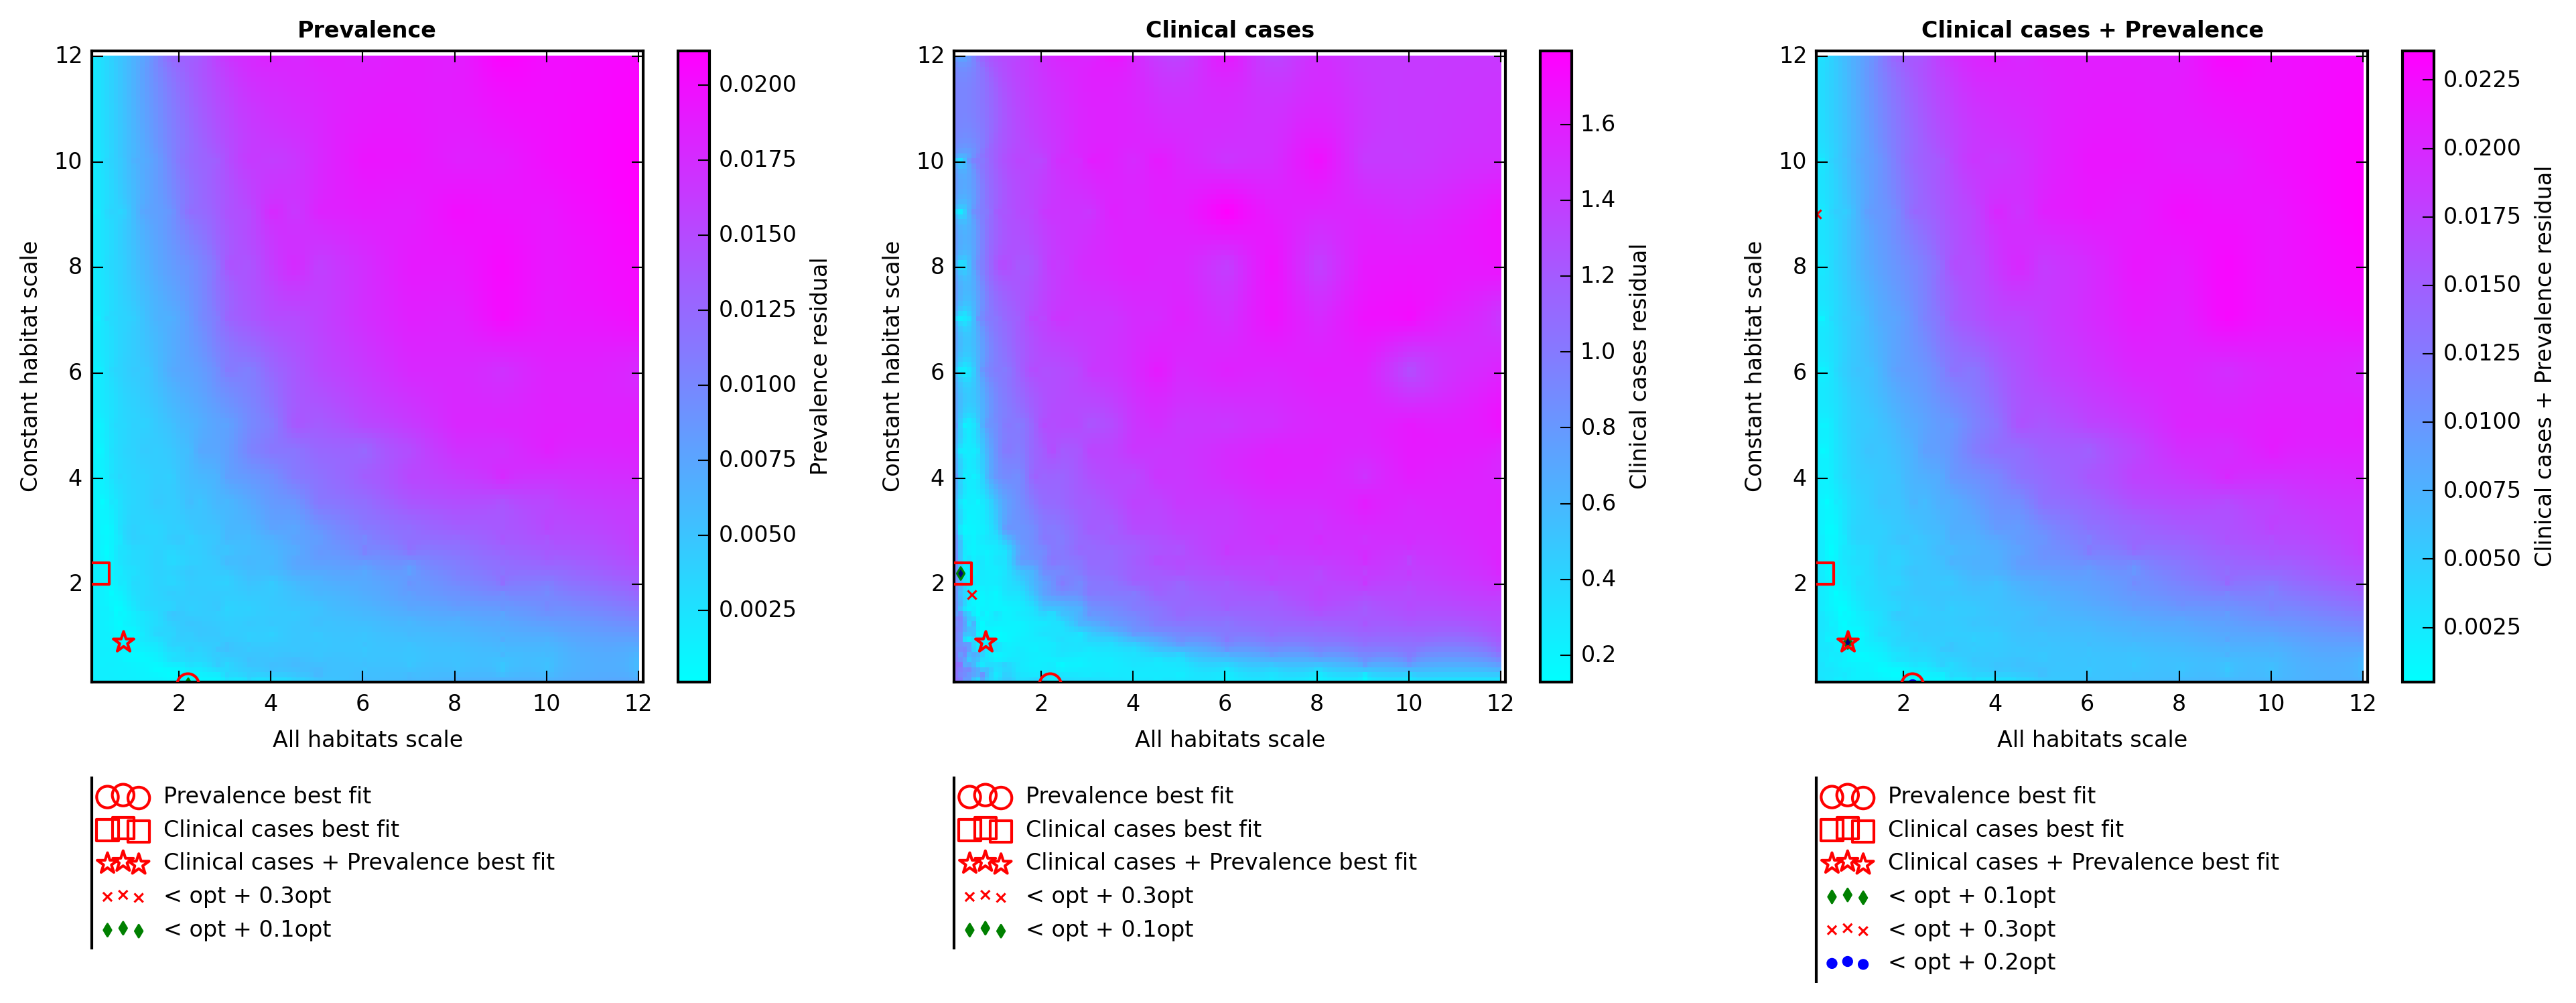 Prevalence
12
10
8
6
4
2
Constant habitat scale
2 4 6 8 10 12
All habitats scale
0.0200
0.0175
0.0150
0.0125
0.0100
0.0075
0.0050
0.0025
Prevalence residual
Prevalence best fit
Clinical cases best fit
Clinical cases + Prevalence best fit
< opt + 0.3opt
< opt + 0.1opt
Clinical cases
12
10
8
6
4
2
Constant habitat scale
2 4 6 8 10 12
All habitats scale
1.6
1.4
1.2
1.0
0.8
0.6
0.4
0.2
Clinical cases residual
Prevalence best fit
Clinical cases best fit
Clinical cases + Prevalence best fit
< opt + 0.3opt
< opt + 0.1opt
Clinical cases + Prevalence
12
10
8
6
4
2
Constant habitat scale
2 4 6 8 10 12
All habitats scale
0.0225
0.0200
0.0175
0.0150
0.0125
0.0100
0.0075
0.0050
0.0025
Clinical cases + Prevalence residual
Prevalence best fit
Clinical cases best fit
Clinical cases + Prevalence best fit
< opt + 0.1opt
< opt + 0.3opt
< opt + 0.2opt